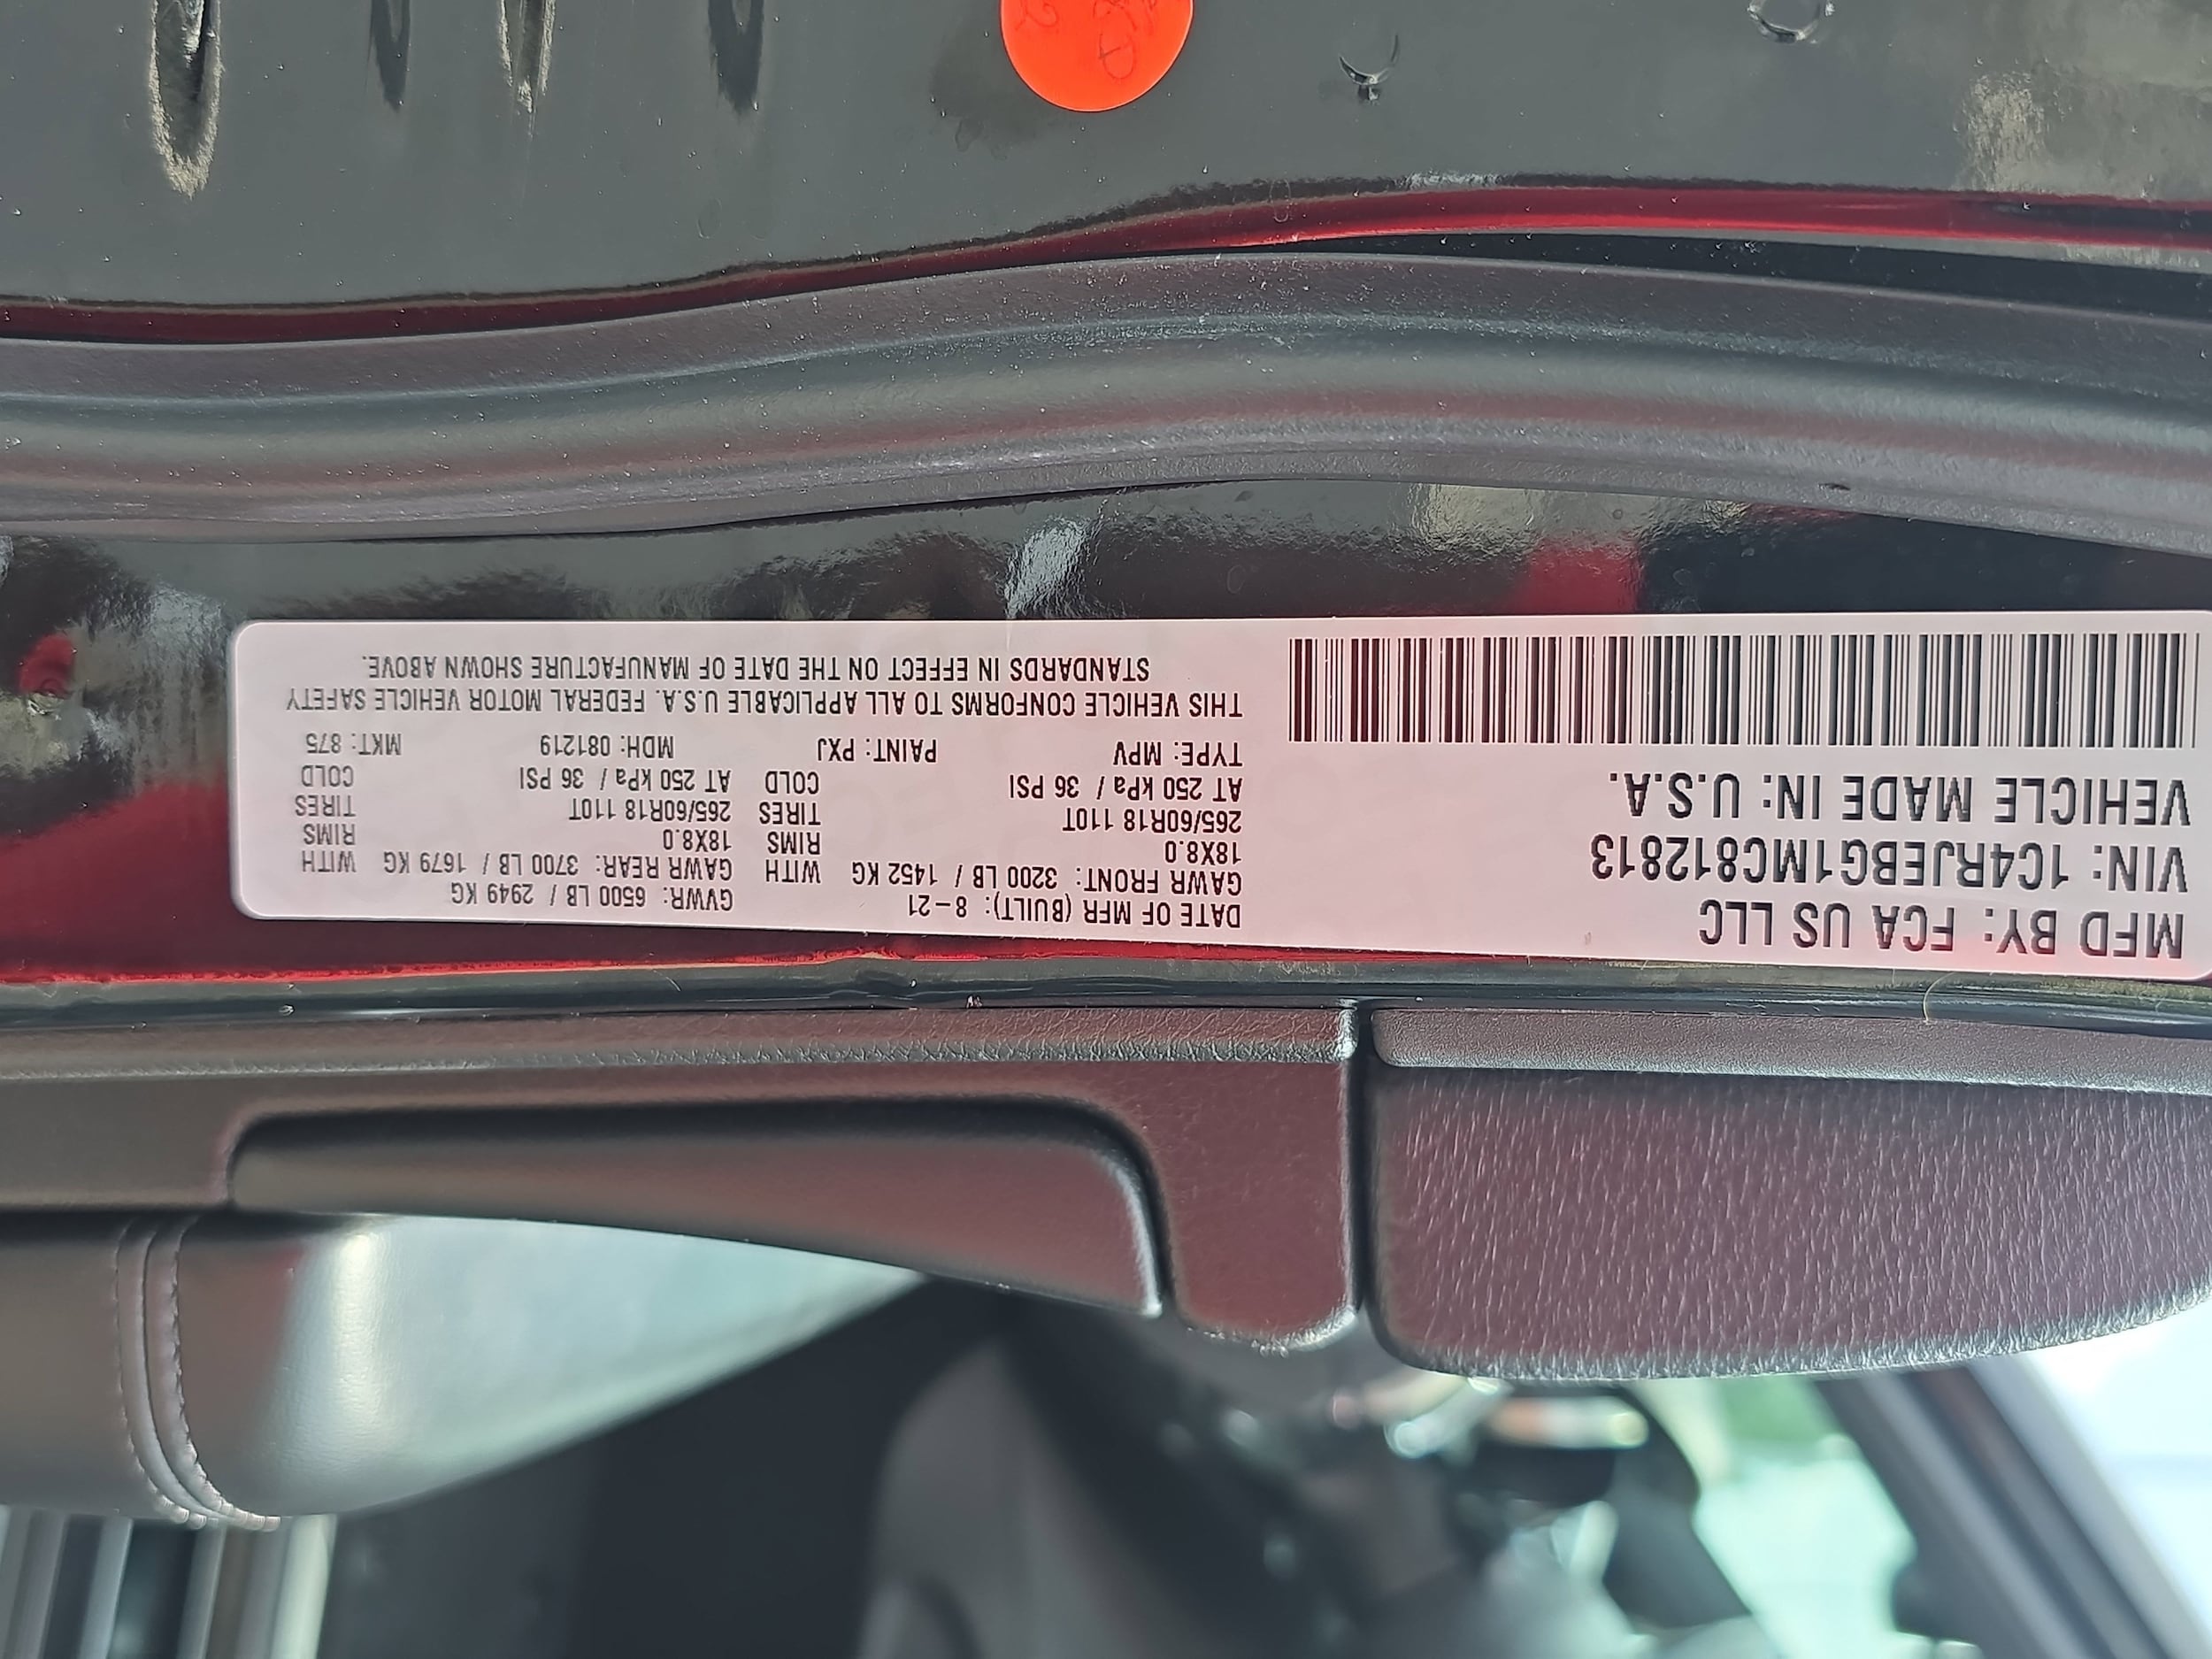 MFD BY: FCA US LLC
VIN: 1C4RJEBG1MC812813
VEHICLE MADE IN: U.S.A.
DATE OF MFR (BUILT): 8-21 GVWR: 6500 LB / 2949 KG
GAWR FRONT: 3200 LB / 1452 KG WITH GAWR REAR: 3700 LB / 1679 KG WITH
18X8.0 RIMS 18X8.0 RIMS
265/60R18 110T TIRES 265/60R18 110T TIRES
AT 250 kPa / 36 PSI COLD AT 250 kPa / 36 PSI COLD
TYPE: MPV PAINT: PXJ MDH: 081219 MKT: 875
THIS VEHICLE CONFORMS TO ALL APPLICABLE U.S.A. FEDERAL MOTOR VEHICLE SAFETY
STANDARDS IN EFFECT ON THE DATE OF MANUFACTURE SHOWN ABOVE.